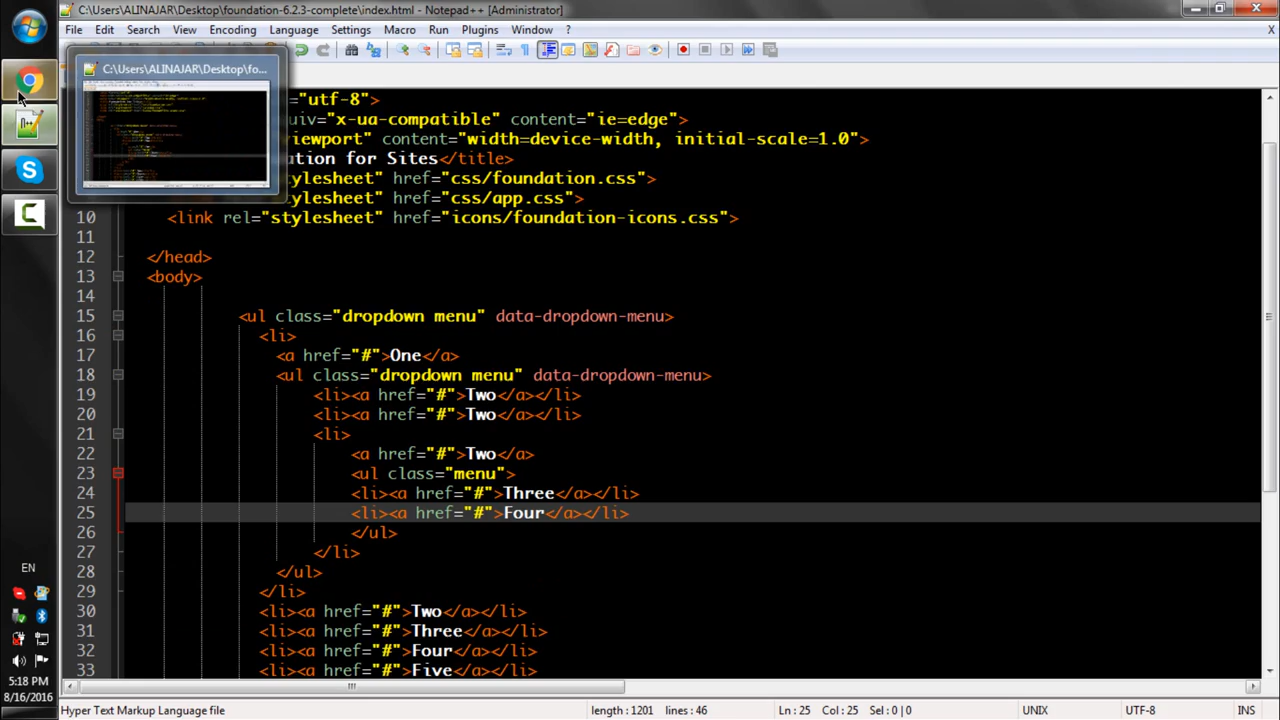 C:\Users\ALINAJAR\Desktop\foundation-6.2.3-complete\index.html - Notepad++ [Administrator]
File Edit Search View Encoding Language Settings Macro Run Plugins Window ? X
C:\Users\ALINAJAR\Desktop\fo...
="utf-8">
uiv="x-ua-compatible" content="ie=edge">
viewport" content="width=device-width, initial-scale=1.0">
ation for Sites</title>
tylesheet" href="css/foundation.css">
tylesheet" href="css/app.css">
10 <link rel="stylesheet" href="icons/foundation-icons.css">
11
12 </head>
13 <body>
14
15 <ul class="dropdown menu" data-dropdown-menu>
16 <li>
17 <a href="#">One</a>
18 <ul class="dropdown menu" data-dropdown-menu>
19 <li><a href="#">Two</a></li>
20 <li><a href="#">Two</a></li>
21 <li>
22 <a href="#">Two</a>
23 <ul class="menu">
24 <li><a href="#">Three</a></li>
25 <li><a href="#">Four</a></li>
26 </ul>
27 </li>
28 </ul>
29 </li>
30 <li><a href="#">Two</a></li>
31 <li><a href="#">Three</a></li>
32 <li><a href="#">Four</a></li>
33 <li><a href="#">Five</a></li>
EN
5:18 PM
8/16/2016
Hyper Text Markup Language file length : 1201 lines : 46 Ln : 25 Col : 25 Sel : 0 | 0 UNIX UTF-8 INS